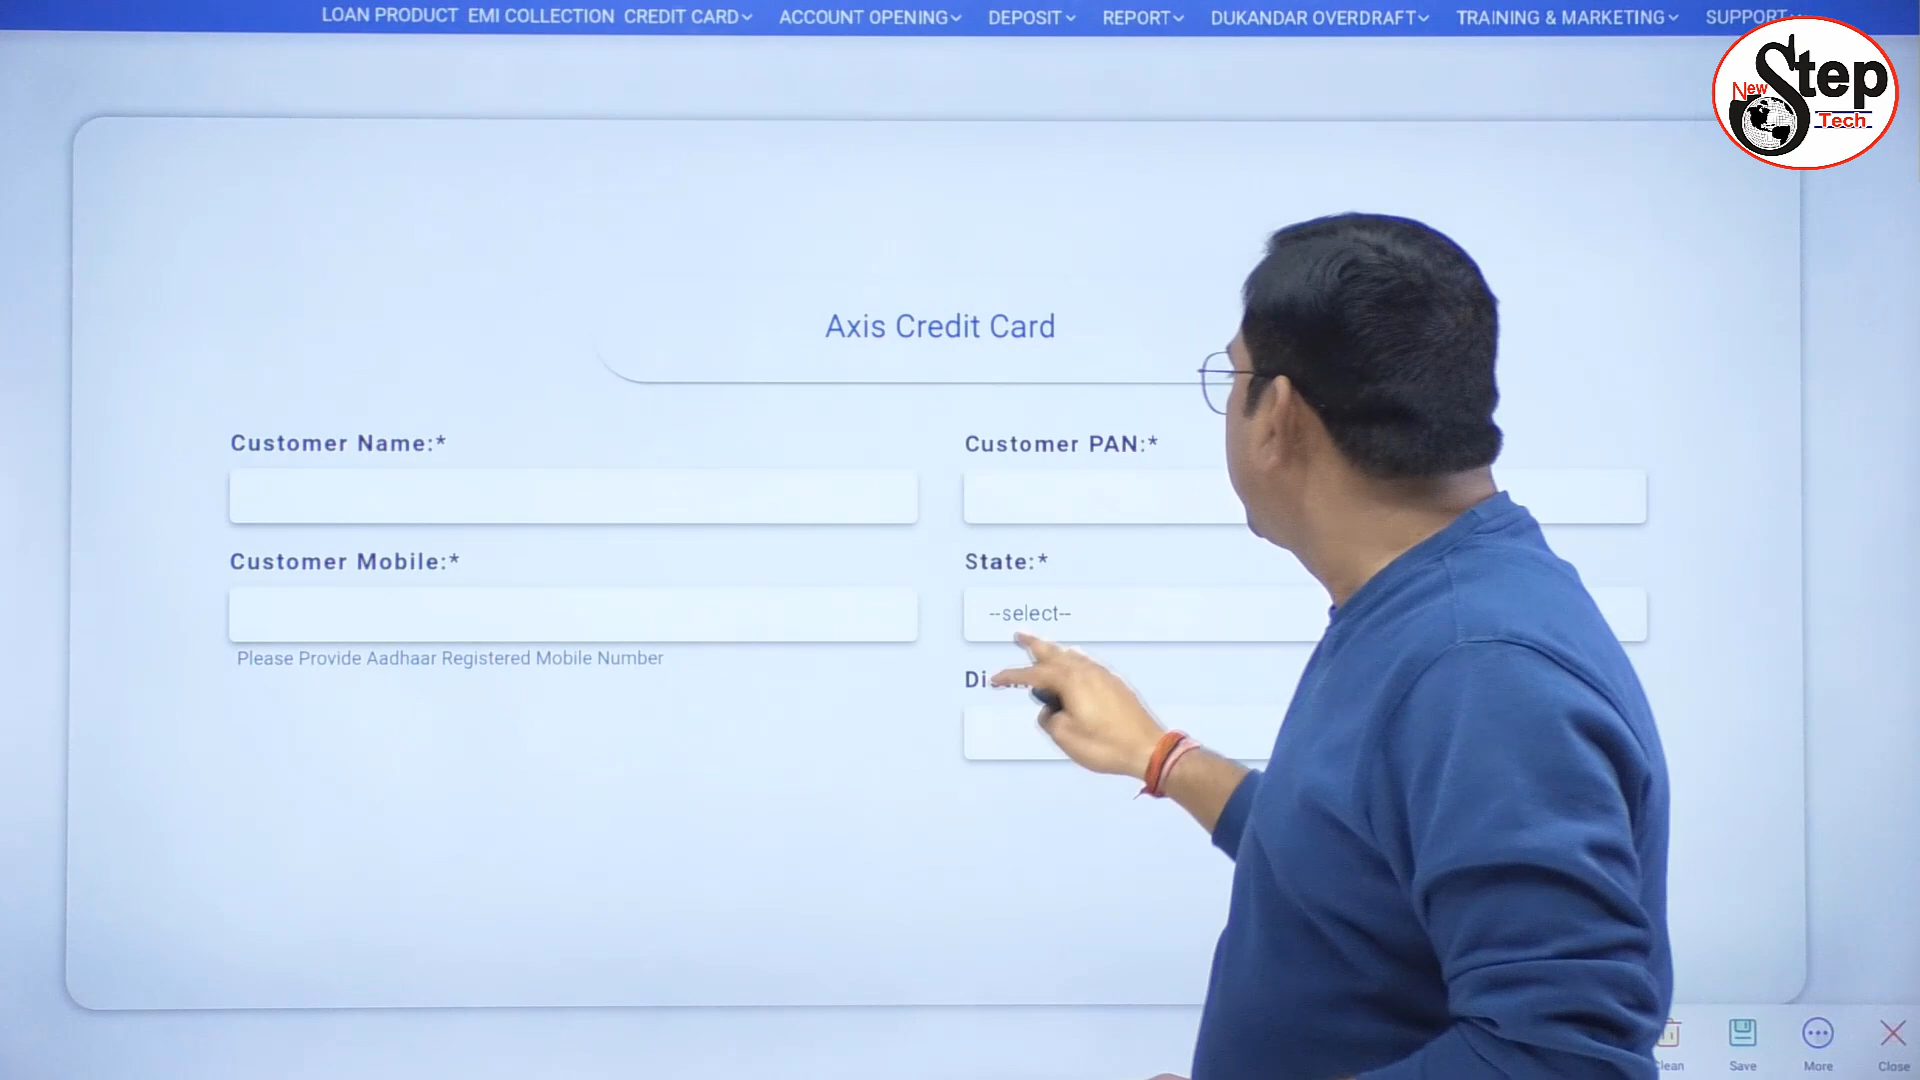 LOAN PRODUCT EMI COLLECTION CREDIT CARD ACCOUNT OPENING DEPOSIT REPORT DUKANDAR OVERDRAFT TRAINING & MARKETING SUPPORT
New Step Tech
Axis Credit Card
Customer Name:* Customer PAN:*
Customer Mobile:* State:*
--select--
Please Provide Aadhaar Registered Mobile Number
Clean Save More Close